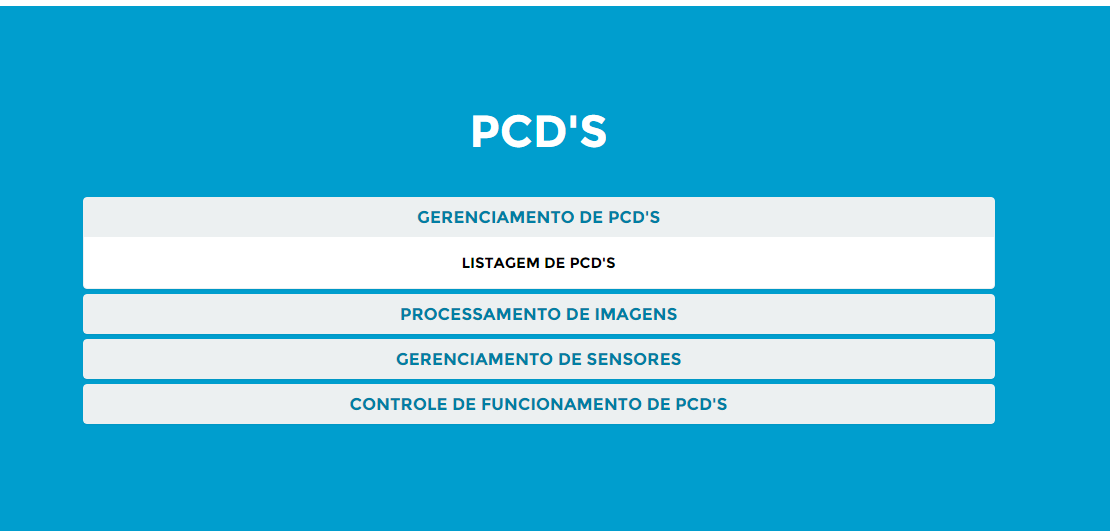 PCD'S
GERENCIAMENTO DE PCD'S
LISTAGEM DE PCD'S
PROCESSAMENTO DE IMAGENS
GERENCIAMENTO DE SENSORES
CONTROLE DE FUNCIONAMENTO DE PCD'S